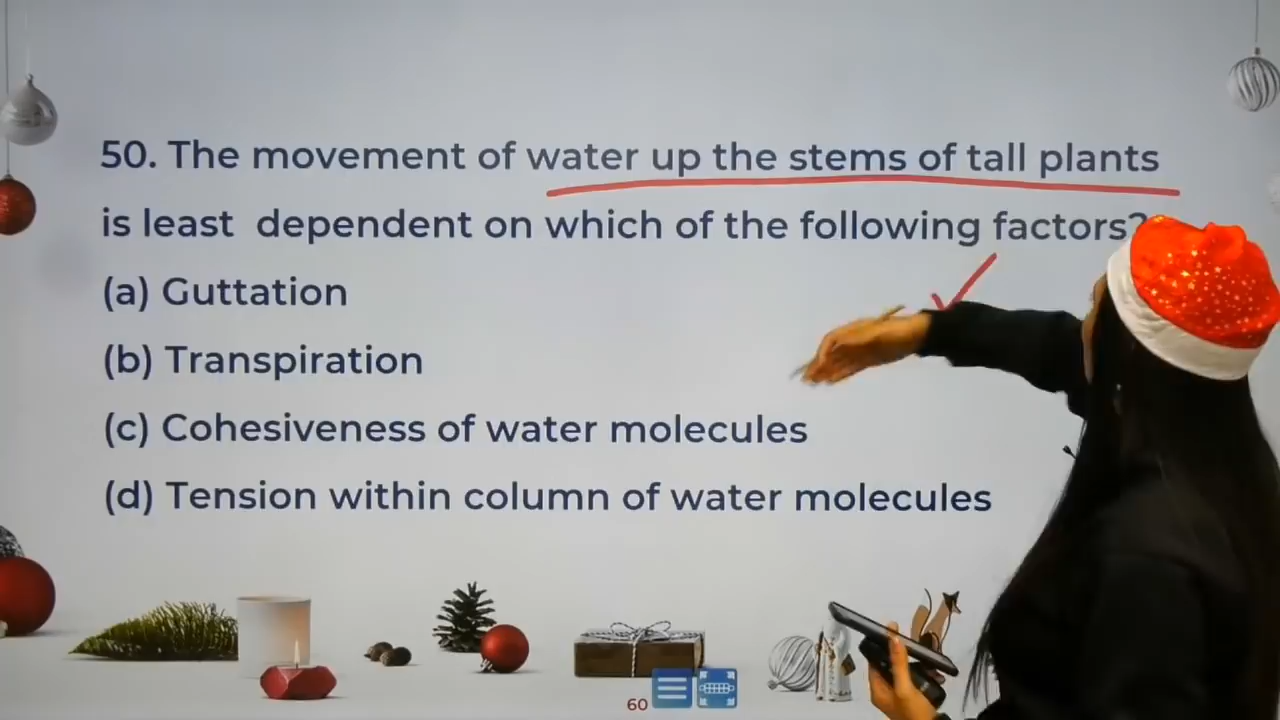 50. The movement of water up the stems of tall plants
is least dependent on which of the following factors?
(a) Guttation
(b) Transpiration
(c) Cohesiveness of water molecules
(d) Tension within column of water molecules
60